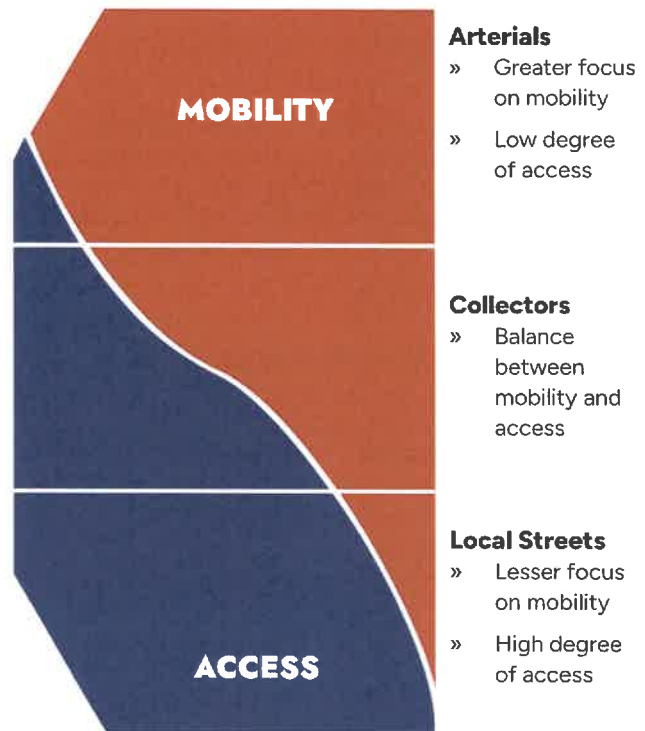 MOBILITY
Arterials
» Greater focus
on mobility
» Low degree
of access
Collectors
» Balance
between
mobility and
access
Local Streets
» Lesser focus
on mobility
» High degree
of access
ACCESS